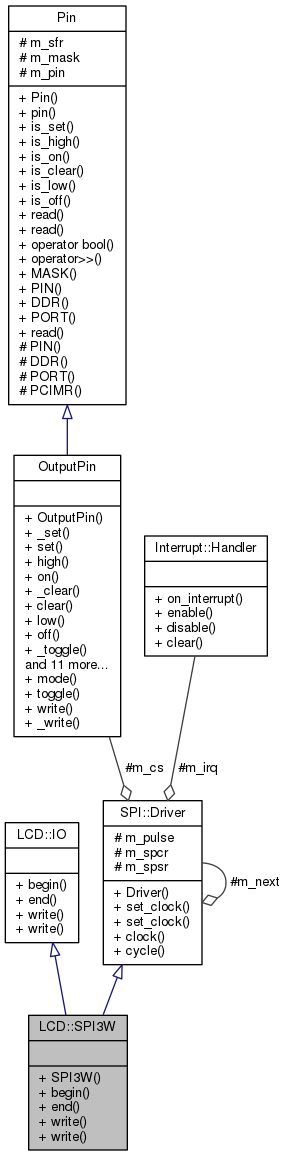 Pin
# m_sfr
# m_mask
# m_pin
+ Pin()
+ pin()
+ is_set()
+ is_high()
+ is_on()
+ is_clear()
+ is_low()
+ is_off()
+ read()
+ read()
+ operator bool()
+ operator>>()
+ MASK()
+ PIN()
+ DDR()
+ PORT()
+ read()
# PIN()
# DDR()
# PORT()
# PCIMR()
OutputPin
+ OutputPin()
+ _set()
+ set()
+ high()
+ on()
+ _clear()
+ clear()
+ low()
+ off()
+ _toggle()
and 11 more...
+ mode()
+ toggle()
+ write()
+ _write()
Interrupt::Handler
+ on_interrupt()
+ enable()
+ disable()
+ clear()
#m_cs
#m_irq
SPI::Driver
# m_pulse
# m_spcr
# m_spsr
+ Driver()
+ set_clock()
+ set_clock()
+ clock()
+ cycle()
#m_next
LCD::IO
+ begin()
+ end()
+ write()
+ write()
LCD::SPI3W
+ SPI3W()
+ begin()
+ end()
+ write()
+ write()